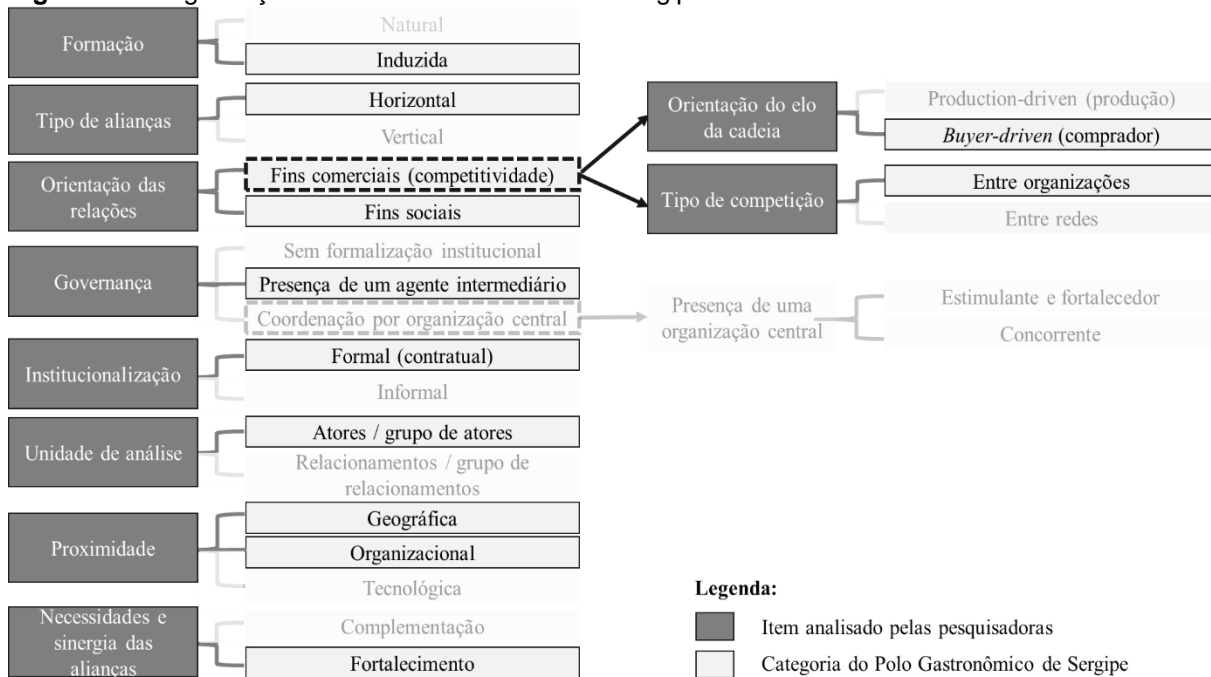 Formação
Natural
Induzida
Tipo de alianças
Horizontal
Vertical
Orientação das
relações
Fins comerciais (competitividade)
Fins sociais
Orientação do elo
da cadeia
Production-driven (produção)
Buyer-driven (comprador)
Tipo de competição
Entre organizações
Entre redes
Governança
Sem formalização institucional
Presença de um agente intermediário
Coordenação por organização central
Presença de uma
organização central
Estimulante e fortalecedor
Concorrente
Institucionalização
Formal (contratual)
Informal
Unidade de análise
Atores / grupo de atores
Relacionamentos / grupo de
relacionamentos
Proximidade
Geográfica
Organizacional
Tecnológica
Necessidades e
sinergia das
alianças
Complementação
Fortalecimento
Legenda:
Item analisado pelas pesquisadoras
Categoria do Polo Gastronômico de Sergipe